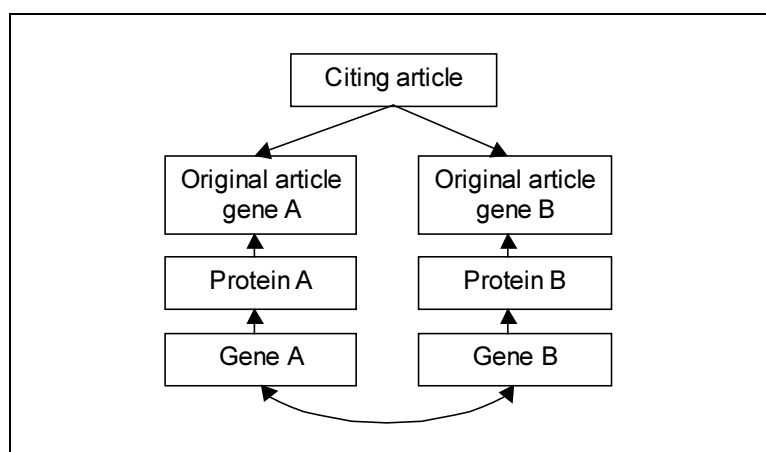 Citing article
Original article
gene A
Original article
gene B
Protein A
Protein B
Gene A
Gene B